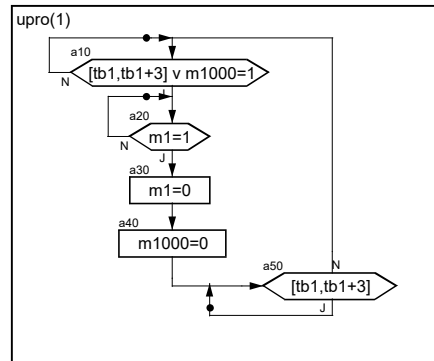 upro(1)
a10
[tb1,tb1+3] v m1000=1
N
J
a20
m1=1
N
J
a30
m1=0
a40
m1000=0
a50
N
[tb1,tb1+3]
J